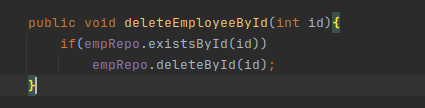 public void deleteEmployeeById(int id){
if(empRepo.existsById(id))
empRepo.deleteById(id);
}